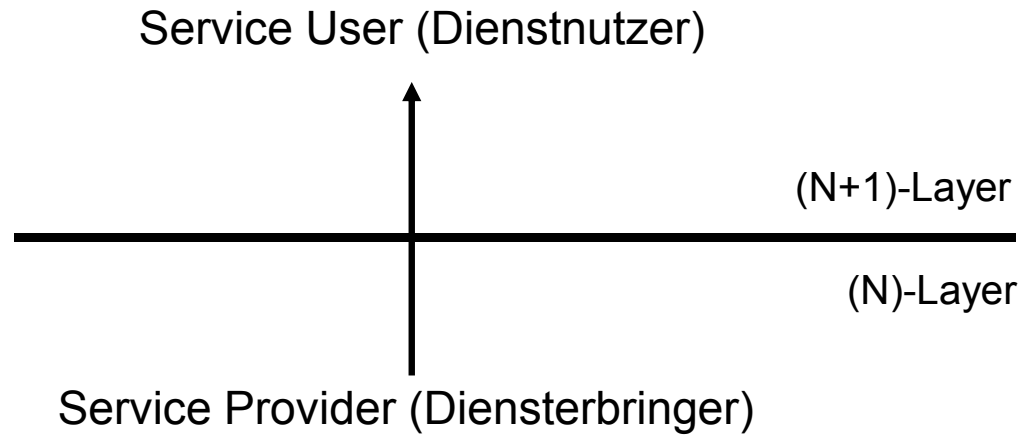 Service User (Dienstnutzer)
(N+1)-Layer
(N)-Layer
Service Provider (Diensterbringer)